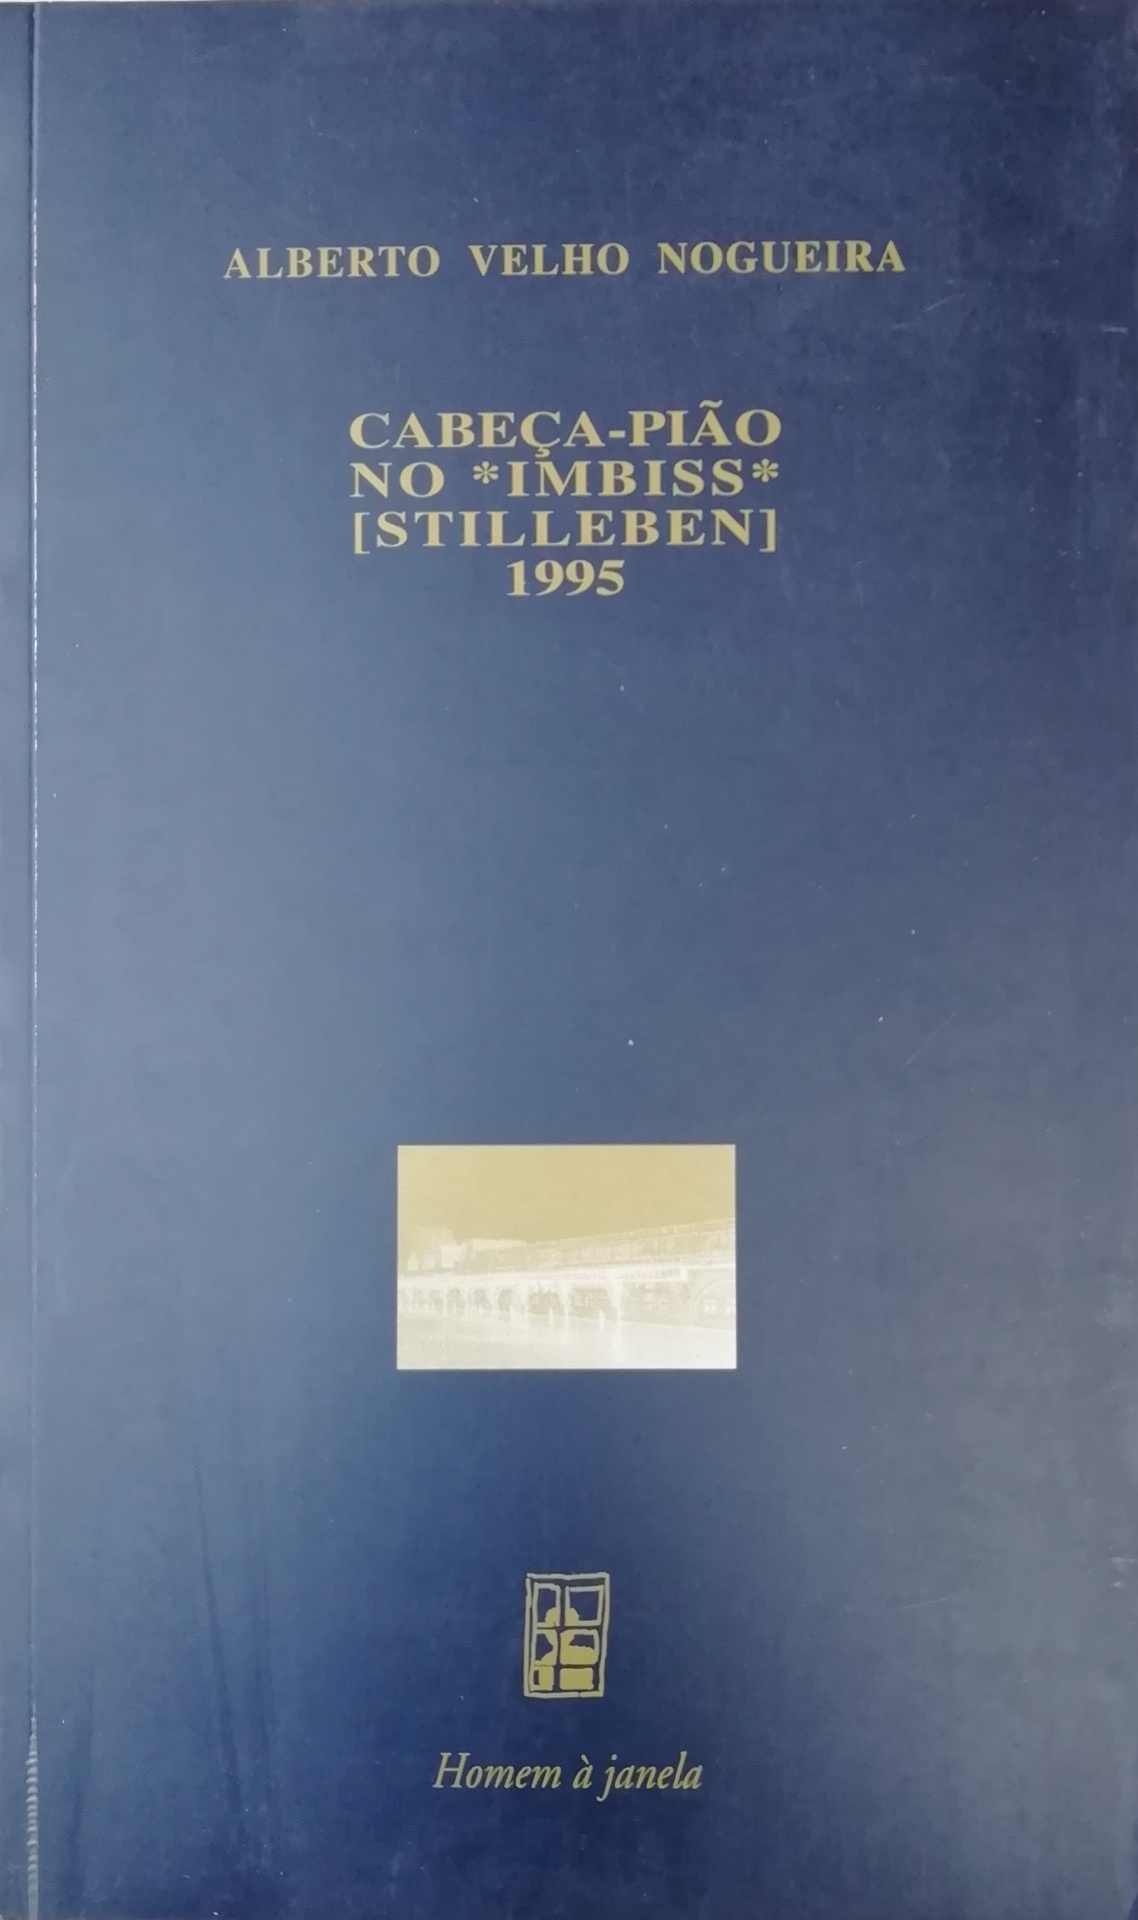 ALBERTO VELHO NOGUEIRA
CABEÇA-PIÃO
NO *IMBISS*
[STILLEBEN]
1995
Homem à janela